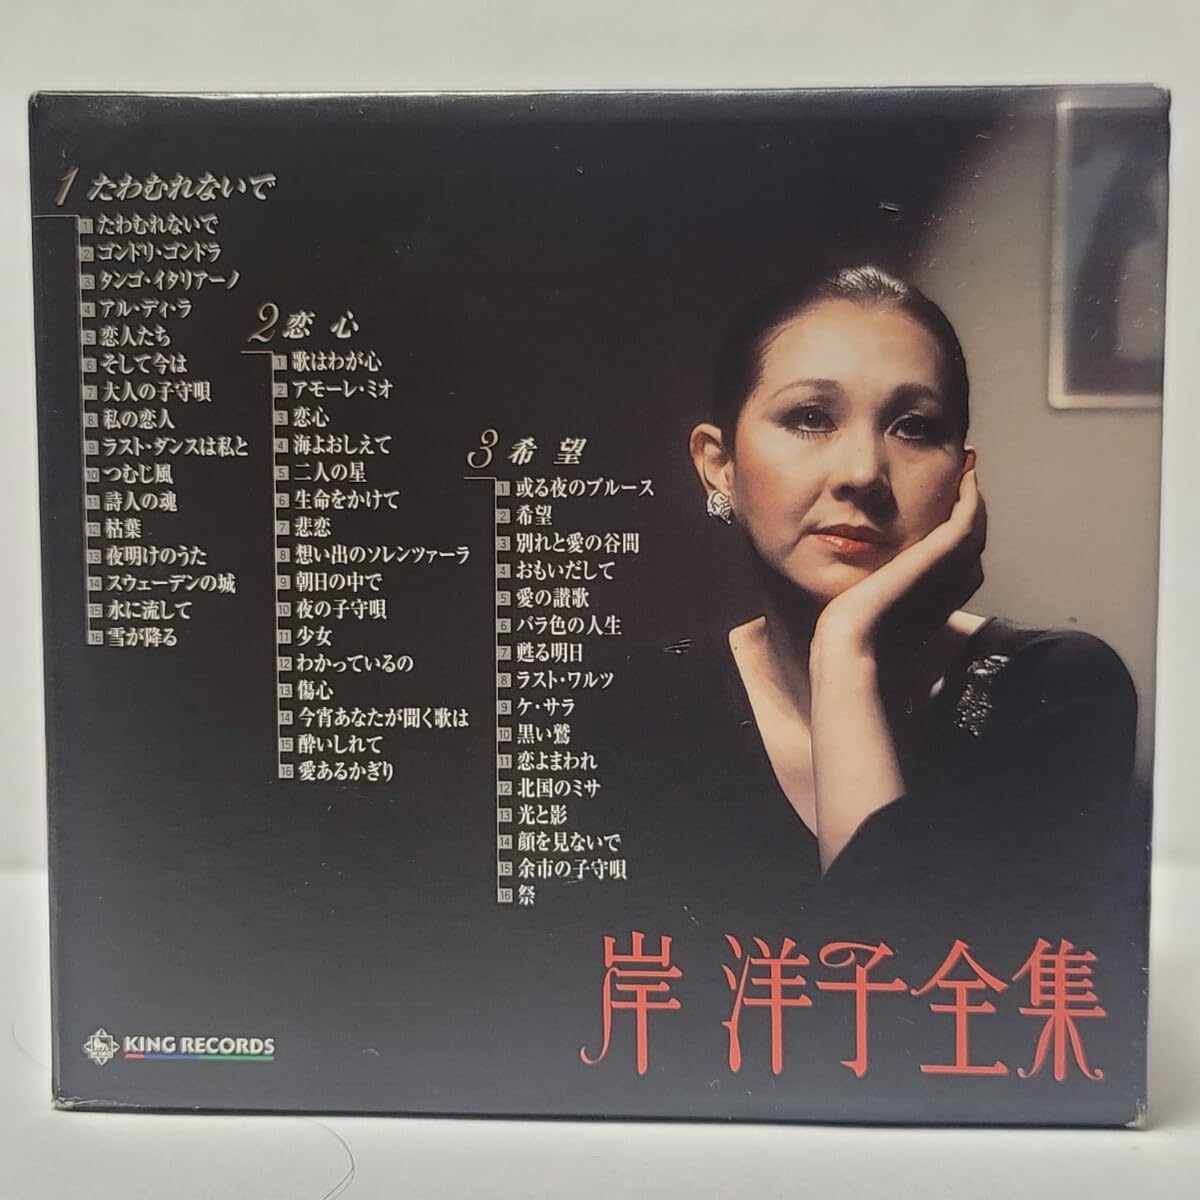 1 たわむれないで
1 たわむれないで
2 ゴンドリ・ゴンドラ
3 タンゴ・イタリアーノ
4 アル・ディ・ラ
5 恋人たち
6 そして今は
7 大人の子守唄
8 私の恋人
9 ラスト・ダンスは私と
10 つむじ風
11 詩人の魂
12 枯葉
13 夜明けのうた
14 スウェーデンの城
15 水に流して
16 雪が降る
2 恋心
1 歌はわが心
2 アモーレ・ミオ
3 恋心
4 海よおしえて
5 二人の星
6 生命をかけて
7 悲恋
8 想い出のソレンツァーラ
9 朝日の中で
10 夜の子守唄
11 少女
12 わかっているの
13 傷心
14 今宵あなたが聞く歌は
15 酔いしれて
16 愛あるかぎり
3 希望
1 或る夜のブルース
2 希望
3 別れと愛の谷間
4 おもいだして
5 愛の讃歌
6 バラ色の人生
7 甦る明日
8 ラスト・ワルツ
9 ケ・サラ
10 黒い鷲
11 恋よまわれ
12 北国のミサ
13 光と影
14 顔を見ないで
15 余市の子守唄
16 祭
岸 洋子全集
KING KING RECORDS